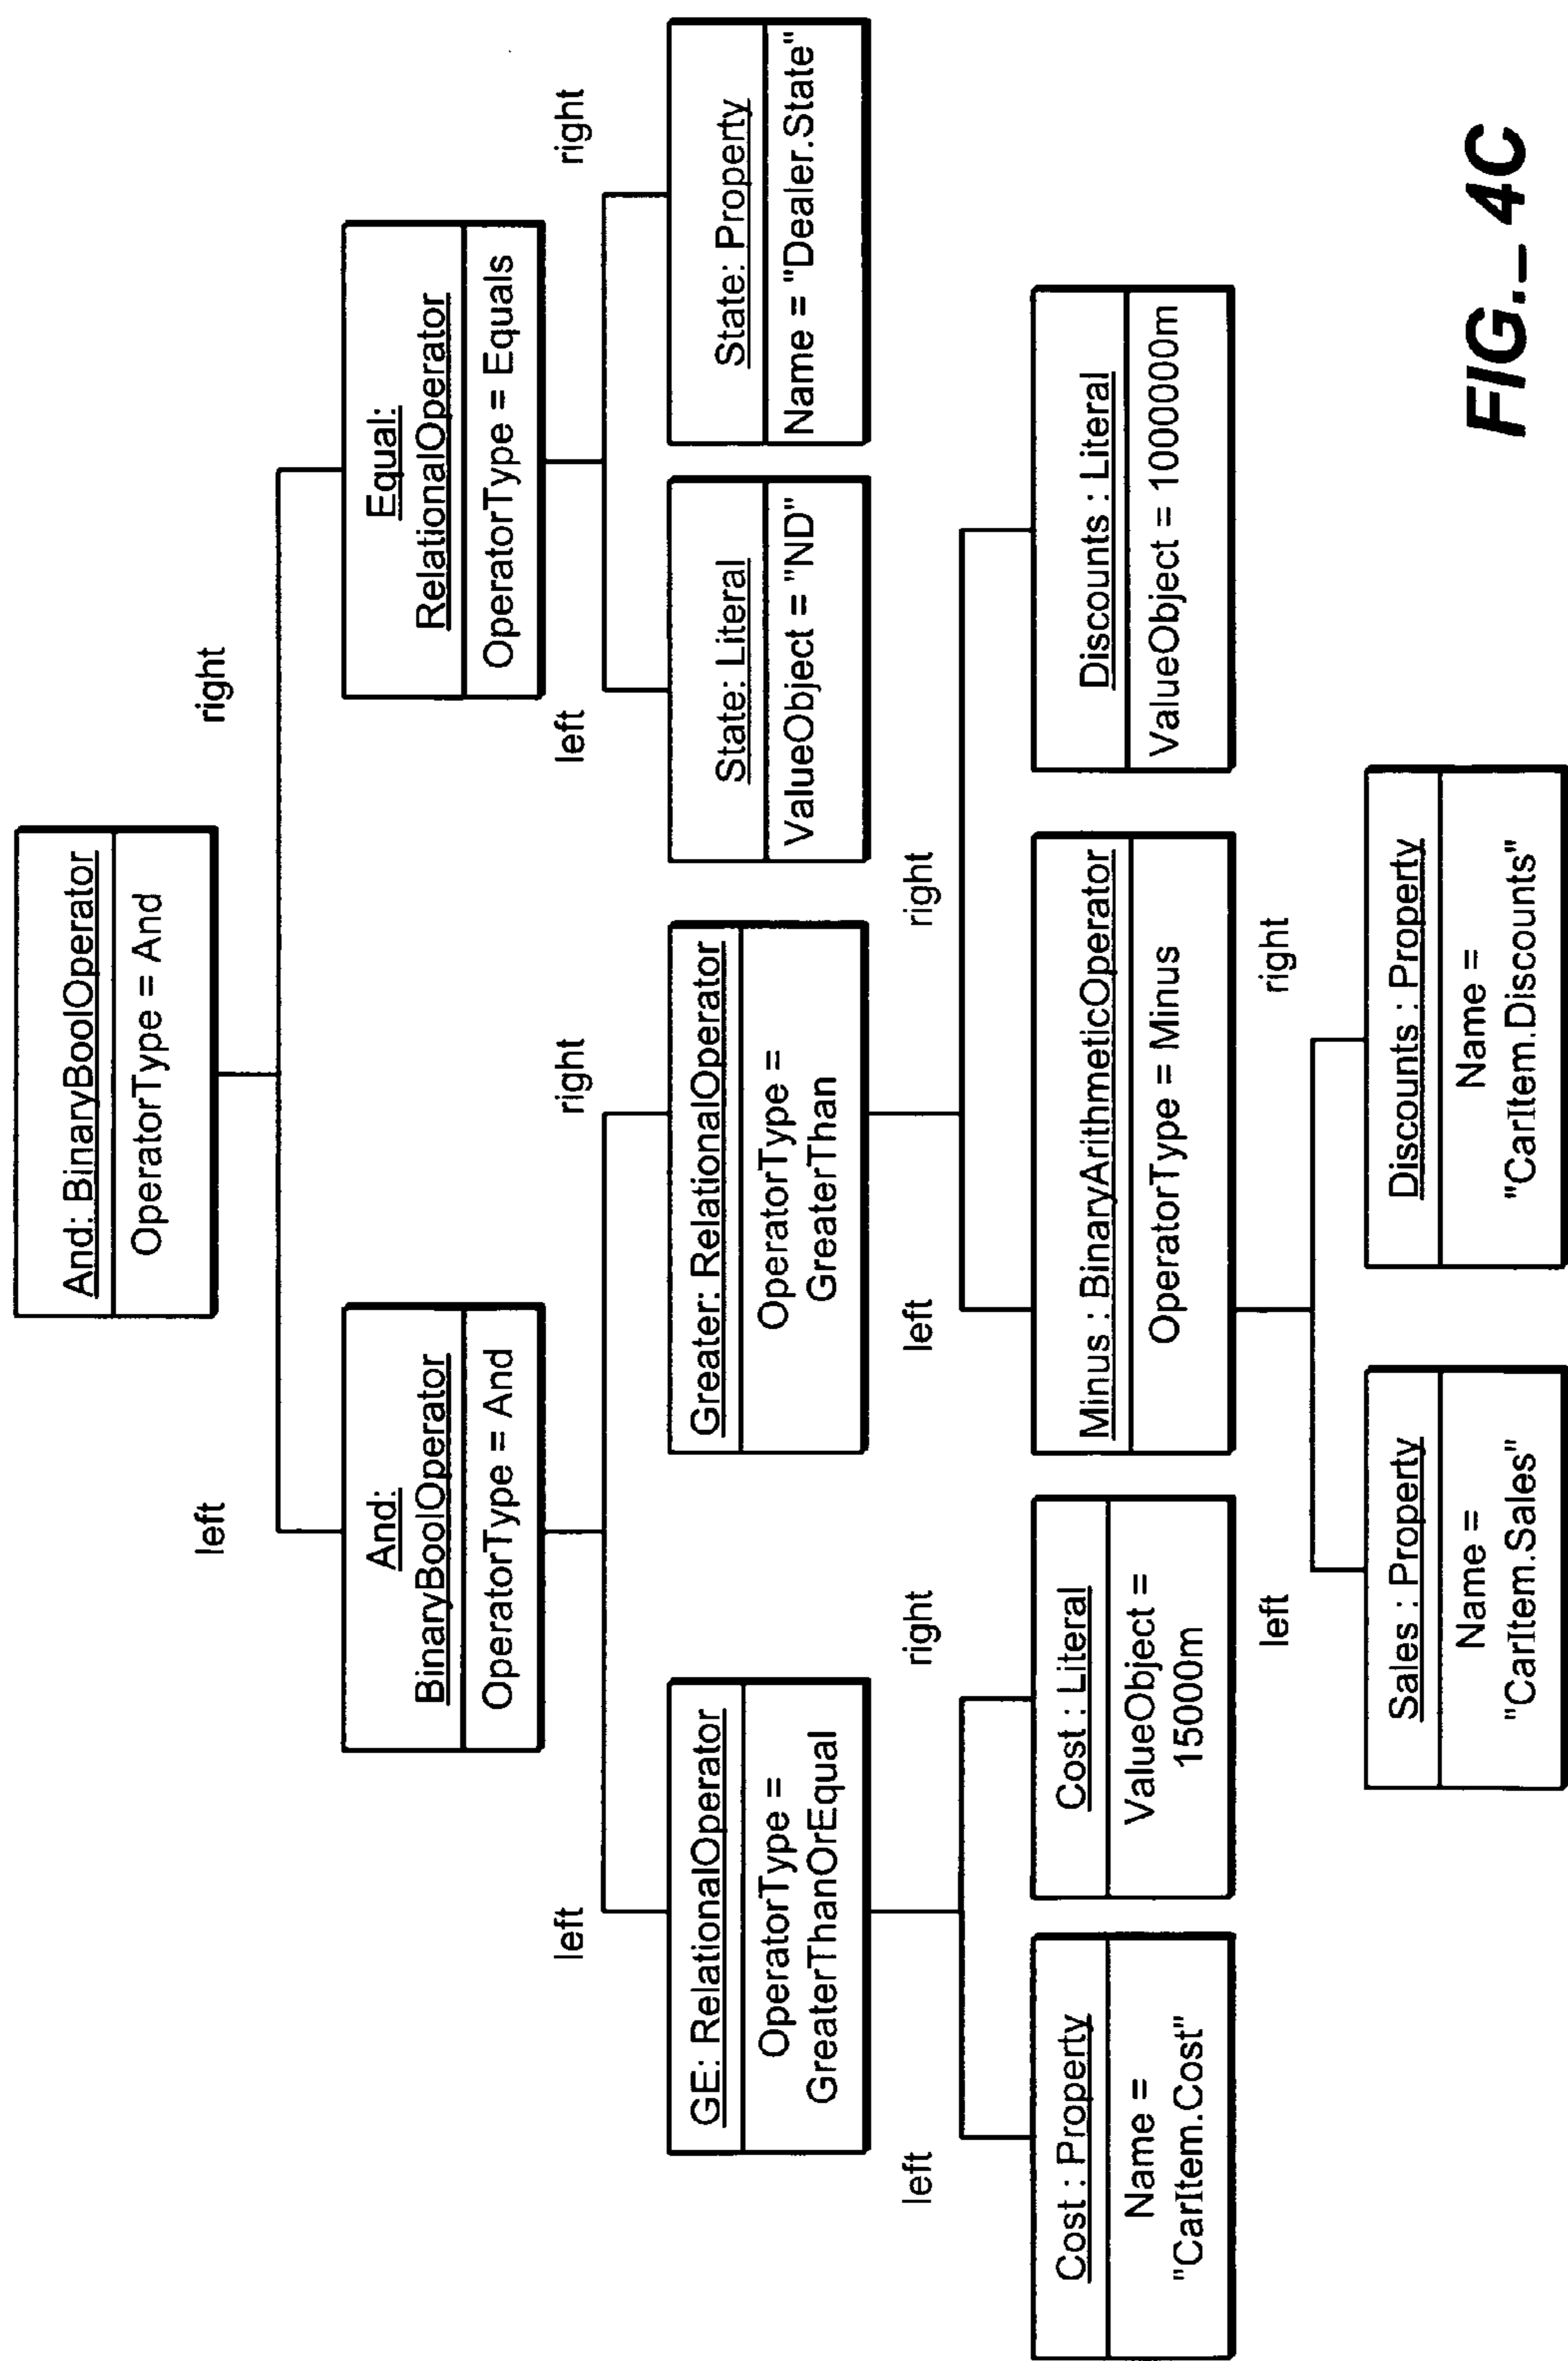 And: BinaryBoolOperator
OperatorType = And
left
right
And:
BinaryBoolOperator
OperatorType = And
Equal:
RelationalOperator
OperatorType = Equals
left
right
left
right
GE: RelationalOperator
OperatorType =
GreaterThanOrEqual
Greater: RelationalOperator
OperatorType =
GreaterThan
State: Literal
ValueObject = "ND"
State: Property
Name = "Dealer.State"
left
right
left
right
Cost : Property
Name =
"CarItem.Cost"
Cost : Literal
ValueObject =
15000m
Minus : BinaryArithmeticOperator
OperatorType = Minus
Discounts : Literal
ValueObject = 1000000m
left
right
Sales : Property
Name =
"CarItem.Sales"
Discounts : Property
Name =
"CarItem.Discounts"
FIG._ 4C